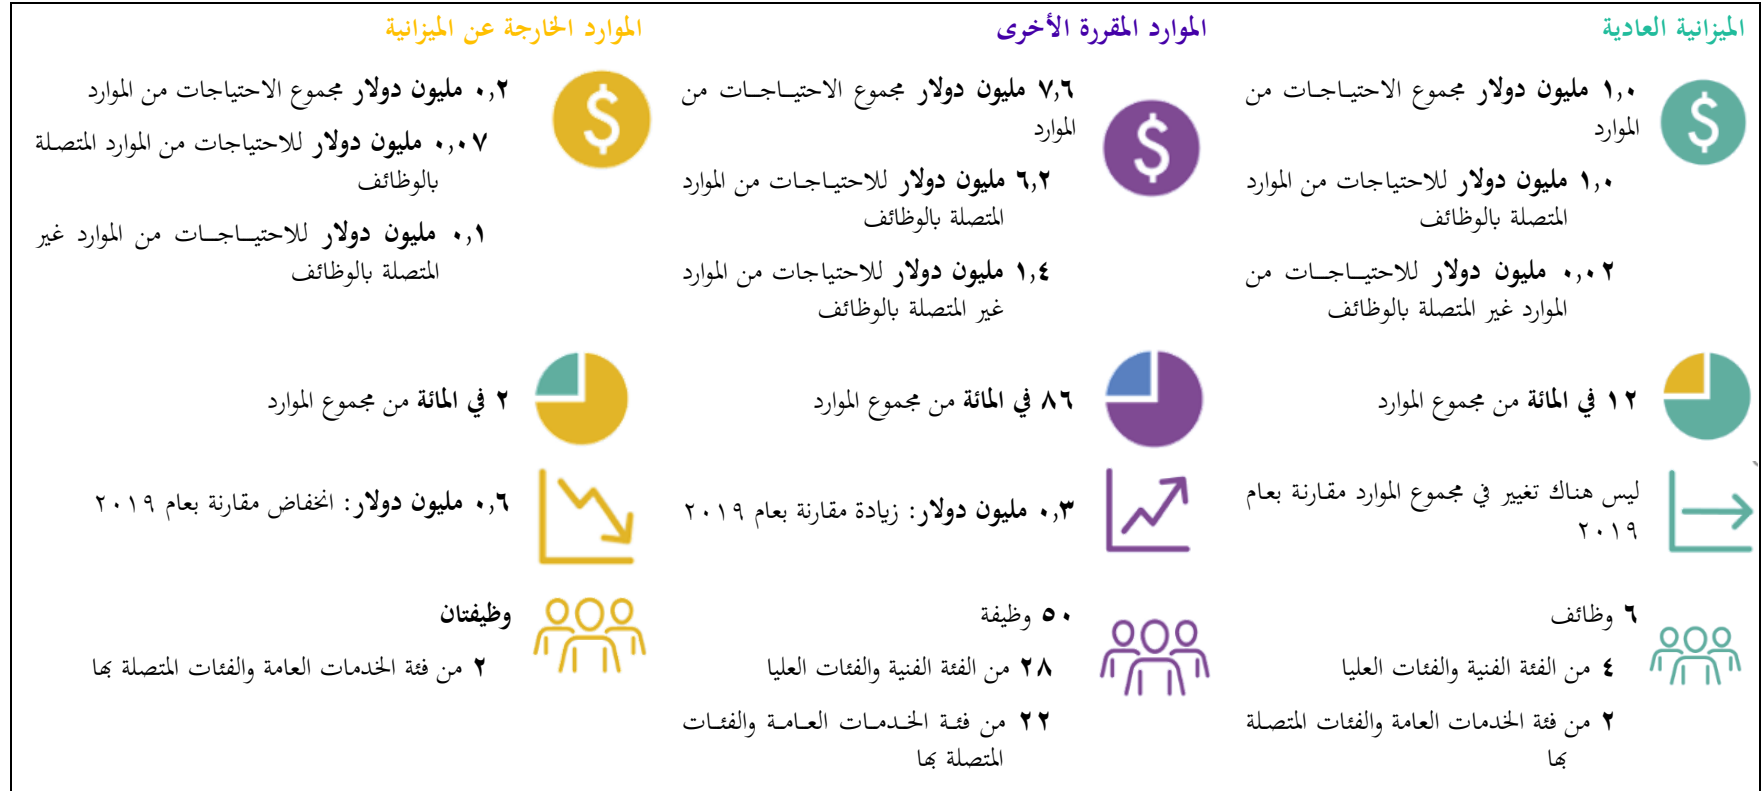 الميزانية العادية
١,٠ مليون دولار مجموع الاحتياجات من
الموارد
١,٠ مليون دولار للاحتياجات من الموارد
المتصلة بالوظائف
٠,٠٢ مليون دولار للاحتياجات من
الموارد غير المتصلة بالوظائف
١٢ في المائة من مجموع الموارد
ليس هناك تغيير في مجموع الموارد مقارنة بعام
٢٠١٩
٦ وظائف
٤ من الفئة الفنية والفئات العليا
٢ من فئة الخدمات العامة والفئات المتصلة
بها
الموارد المقررة الأخرى
٧,٦ مليون دولار مجموع الاحتياجات من
الموارد
٦,٢ مليون دولار للاحتياجات من الموارد
المتصلة بالوظائف
١,٤ مليون دولار للاحتياجات من الموارد
غير المتصلة بالوظائف
٨٦ في المائة من مجموع الموارد
٠,٣ مليون دولار: زيادة مقارنة بعام ٢٠١٩
٥٠ وظيفة
٢٨ من الفئة الفنية والفئات العليا
٢٢ من فئة الخدمات العامة والفئات
المتصلة بها
الموارد الخارجة عن الميزانية
٠,٢ مليون دولار مجموع الاحتياجات من الموارد
٠,٠٧ مليون دولار للاحتياجات من الموارد المتصلة
بالوظائف
٠,١ مليون دولار للاحتياجات من الموارد غير
المتصلة بالوظائف
٢ في المائة من مجموع الموارد
٠,٦ مليون دولار: انخفاض مقارنة بعام ٢٠١٩
وظيفتان
٢ من فئة الخدمات العامة والفئات المتصلة بها